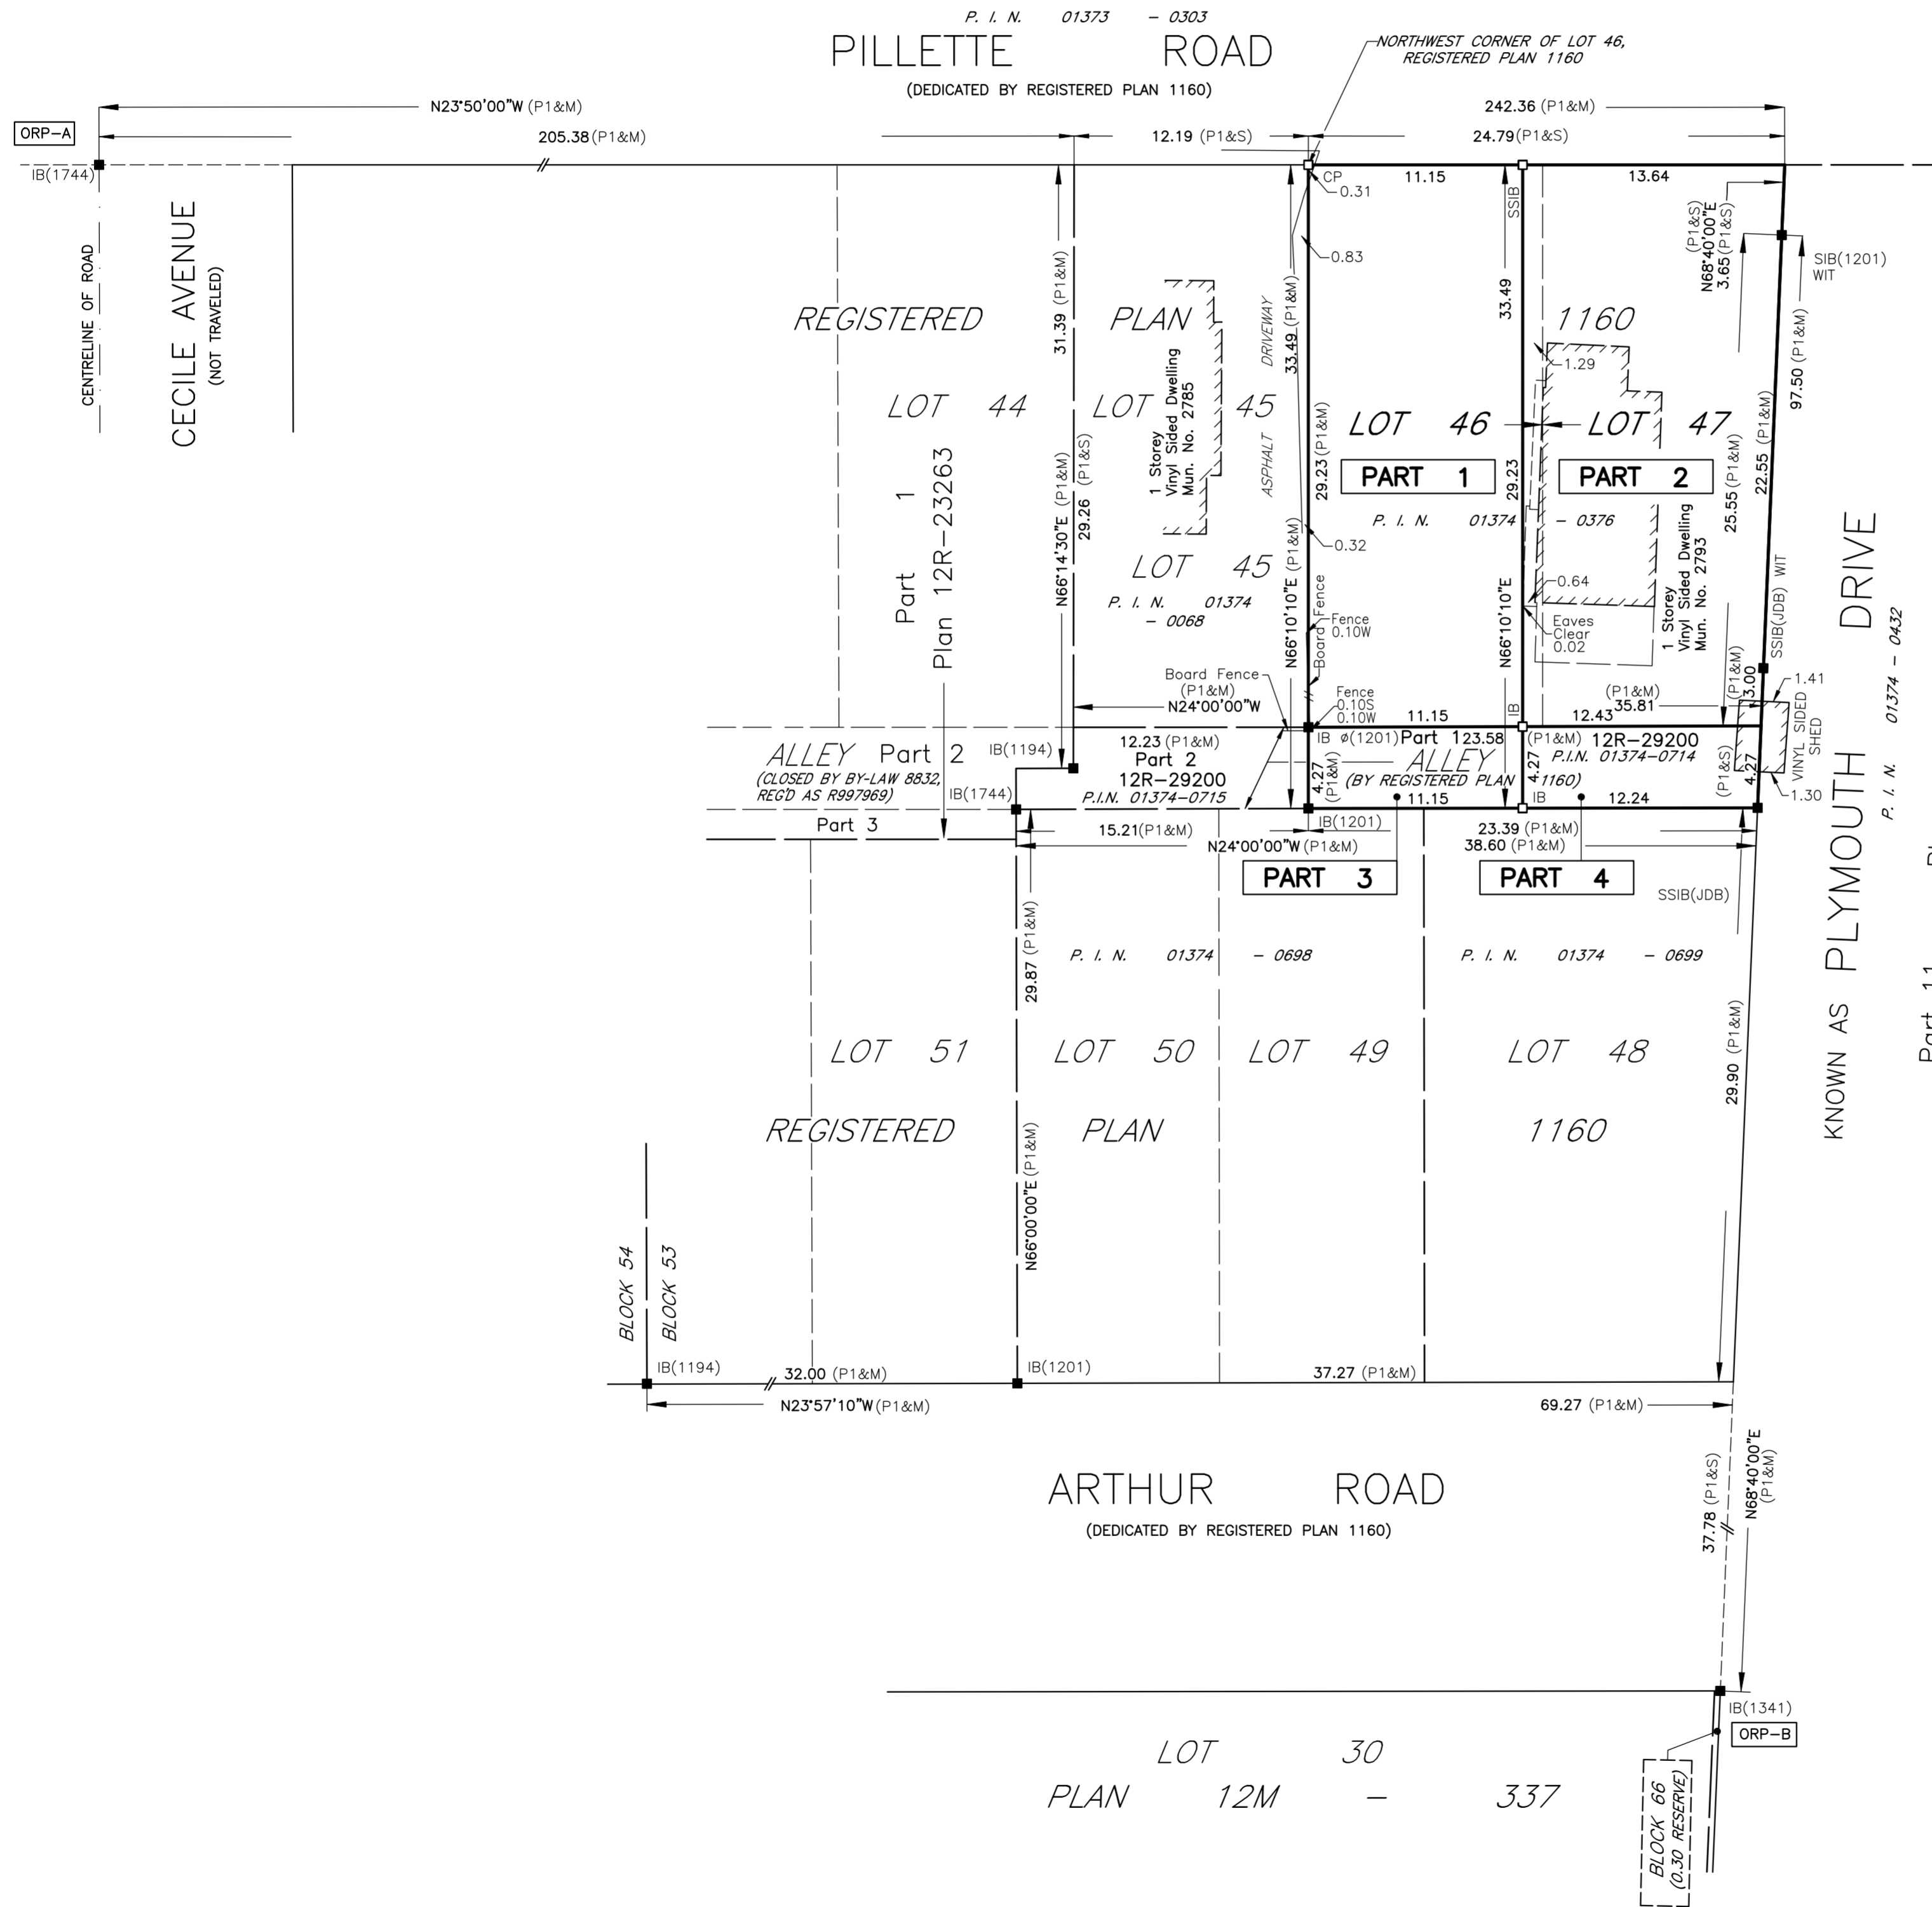 P. I. N. 01373 - 0303
PILLETTE ROAD
(DEDICATED BY REGISTERED PLAN 1160)
NORTHWEST CORNER OF LOT 46,
REGISTERED PLAN 1160
N23°50'00"W (P1&M)
242.36 (P1&M)
ORP-A
205.38 (P1&M)
12.19 (P1&S)
24.79(P1&S)
IB(1744)
CP
0.31
11.15
SSIB
13.64
CENTRELINE OF ROAD
CECILE AVENUE
(NOT TRAVELED)
31.39 (P1&M)
0.83
33.49 (P1&M)
33.49
N68°40'00"E
(P1&S)
3.65 (P1&S)
SIB(1201)
WIT
97.50 (P1&M)
REGISTERED PLAN 1160
1 Storey
Vinyl Sided Dwelling
Mun. No. 2785
ASPHALT DRIVEWAY
1.29
LOT 44
LOT 45
LOT 46
LOT 47
29.26 (P1&S)
N66°14'30"E (P1&M)
29.23 (P1&M)
29.23
25.55 (P1&M)
22.55 (P1&M)
PART 1
PART 2
Part 1
Plan 12R-23263
P. I. N. 01374 - 0376
0.32
LOT 45
P. I. N. 01374
- 0068
N66°10'10"E (P1&M)
Board Fence
Fence
0.10W
N66°10'10"E
0.64
Eaves
Clear
0.02
1 Storey
Vinyl Sided Dwelling
Mun. No. 2793
SSIB(JDB) WIT
KNOWN AS PLYMOUTH DRIVE
P. I. N. 01374 - 0432
Board Fence
(P1&M)
N24°00'00"W
Fence
0.10S
0.10W
11.15
IB
12.43
(P1&M)
35.81
(P1&M)
3.00
1.41
VINYL SIDED
SHED
1.30
ALLEY Part 2
(CLOSED BY BY-LAW 8832,
REG'D AS R997969)
IB(1194)
IB(1744)
12.23 (P1&M)
Part 2
12R-29200
P.I.N. 01374-0715
IB ø(1201)
Part 1
23.58
(P1&M)
12R-29200
P.I.N. 01374-0714
ALLEY
(BY REGISTERED PLAN 1160)
4.27
(P1&M)
4.27
4.27
(P1&S)
11.15
IB
12.24
Part 3
15.21(P1&M)
IB(1201)
23.39 (P1&M)
N24°00'00"W (P1&M)
38.60 (P1&M)
PART 3
PART 4
SSIB(JDB)
29.87 (P1&M)
P. I. N. 01374 - 0698
P. I. N. 01374 - 0699
LOT 51
LOT 50
LOT 49
LOT 48
29.90 (P1&M)
REGISTERED PLAN 1160
N66°00'00"E (P1&M)
BLOCK 54
BLOCK 53
IB(1194)
32.00 (P1&M)
IB(1201)
37.27 (P1&M)
N23°57'10"W (P1&M)
69.27 (P1&M)
ARTHUR ROAD
(DEDICATED BY REGISTERED PLAN 1160)
37.78 (P1&S)
N68°40'00"E
(P1&M)
IB(1341)
ORP-B
LOT 30
PLAN 12M - 337
BLOCK 66
(0.30 RESERVE)
Part 11